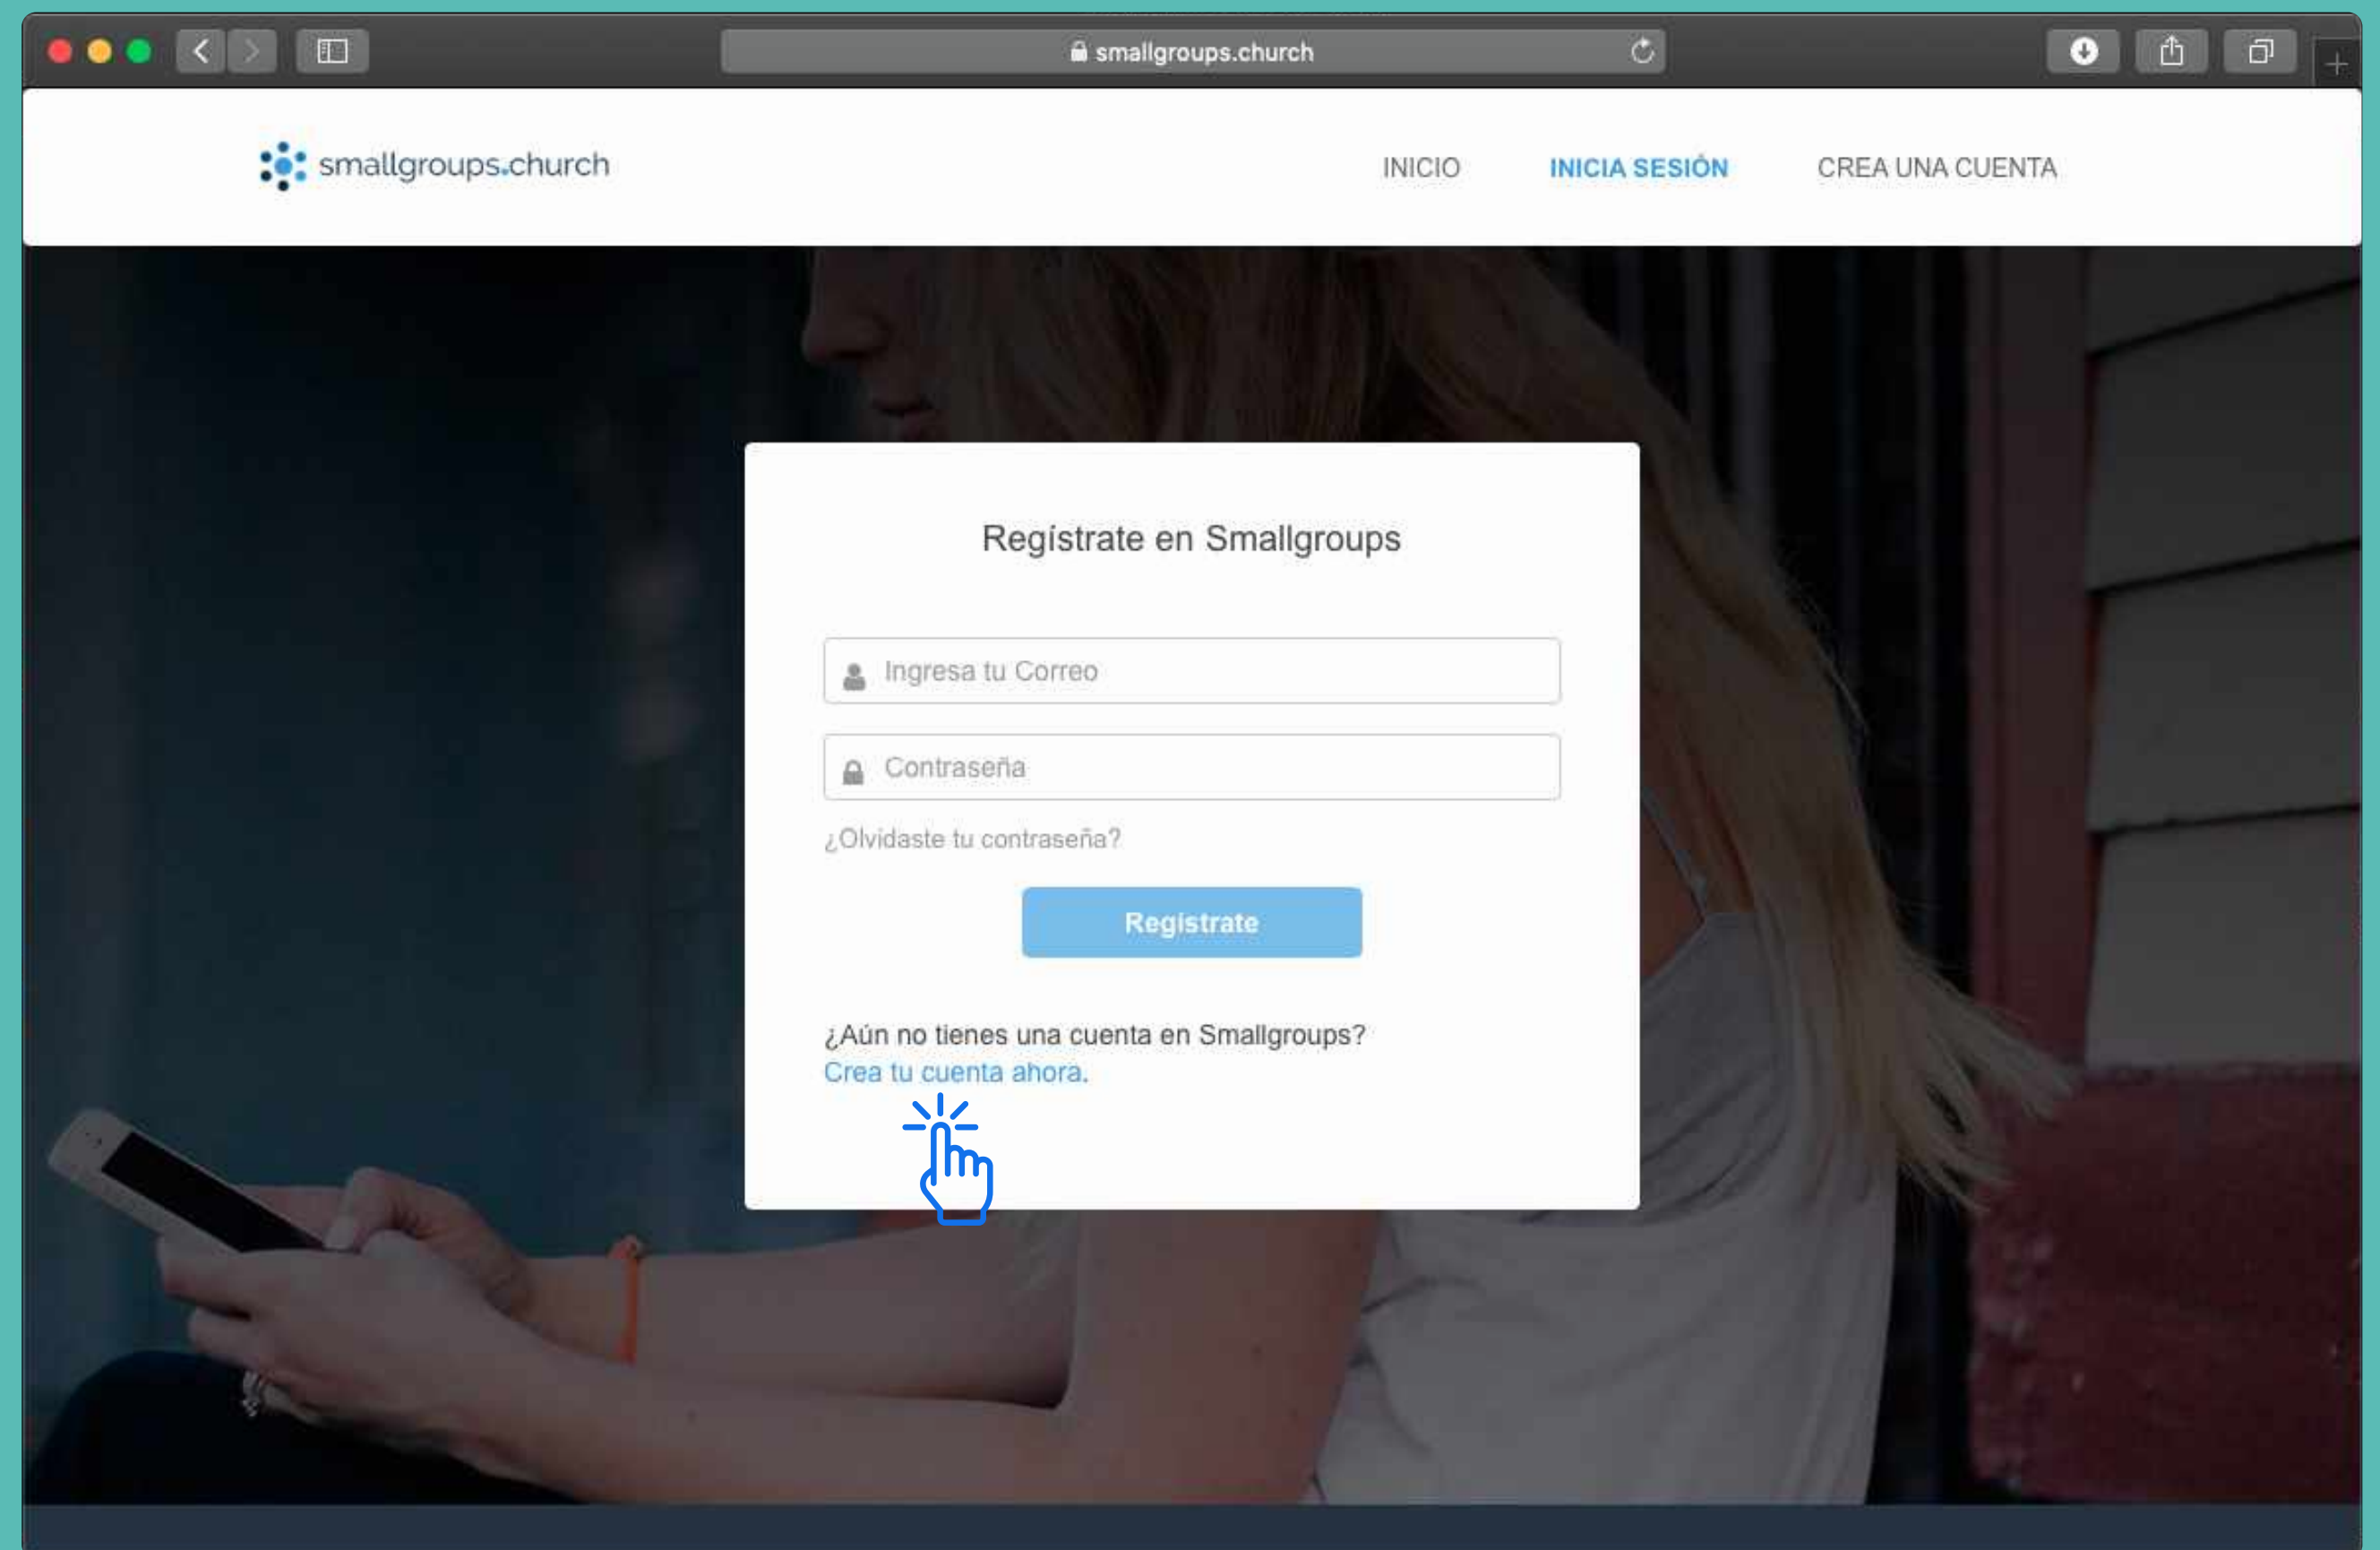 smallgroups.church
smallgroups.church
INICIO
INICIA SESIÓN
CREA UNA CUENTA
Regístrate en Smallgroups
Ingresa tu Correo
Contraseña
¿Olvidaste tu contraseña?
Regístrate
¿Aún no tienes una cuenta en Smallgroups?
Crea tu cuenta ahora.